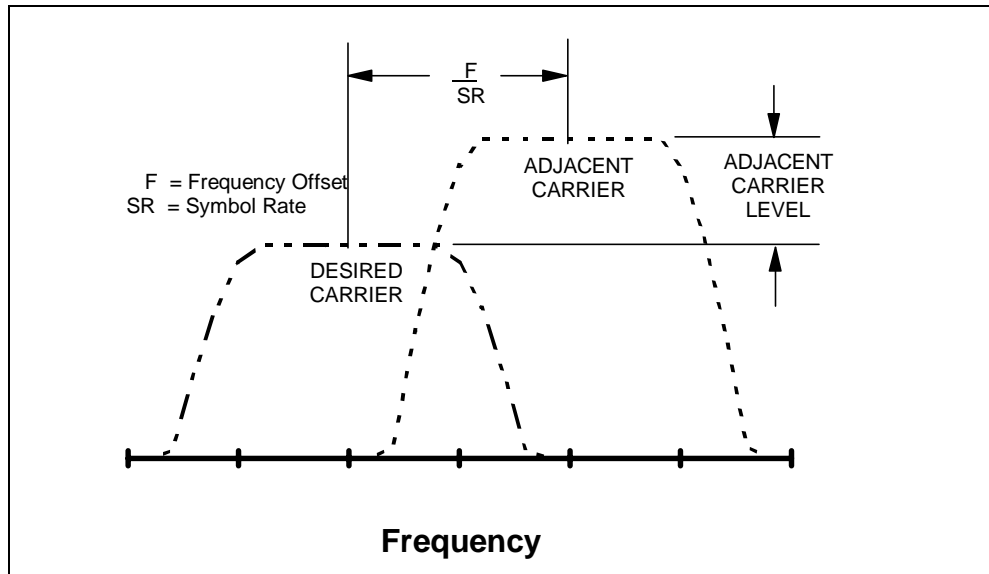 F
SR
F = Frequency Offset
SR = Symbol Rate
ADJACENT
CARRIER
ADJACENT
CARRIER
LEVEL
DESIRED
CARRIER
Frequency